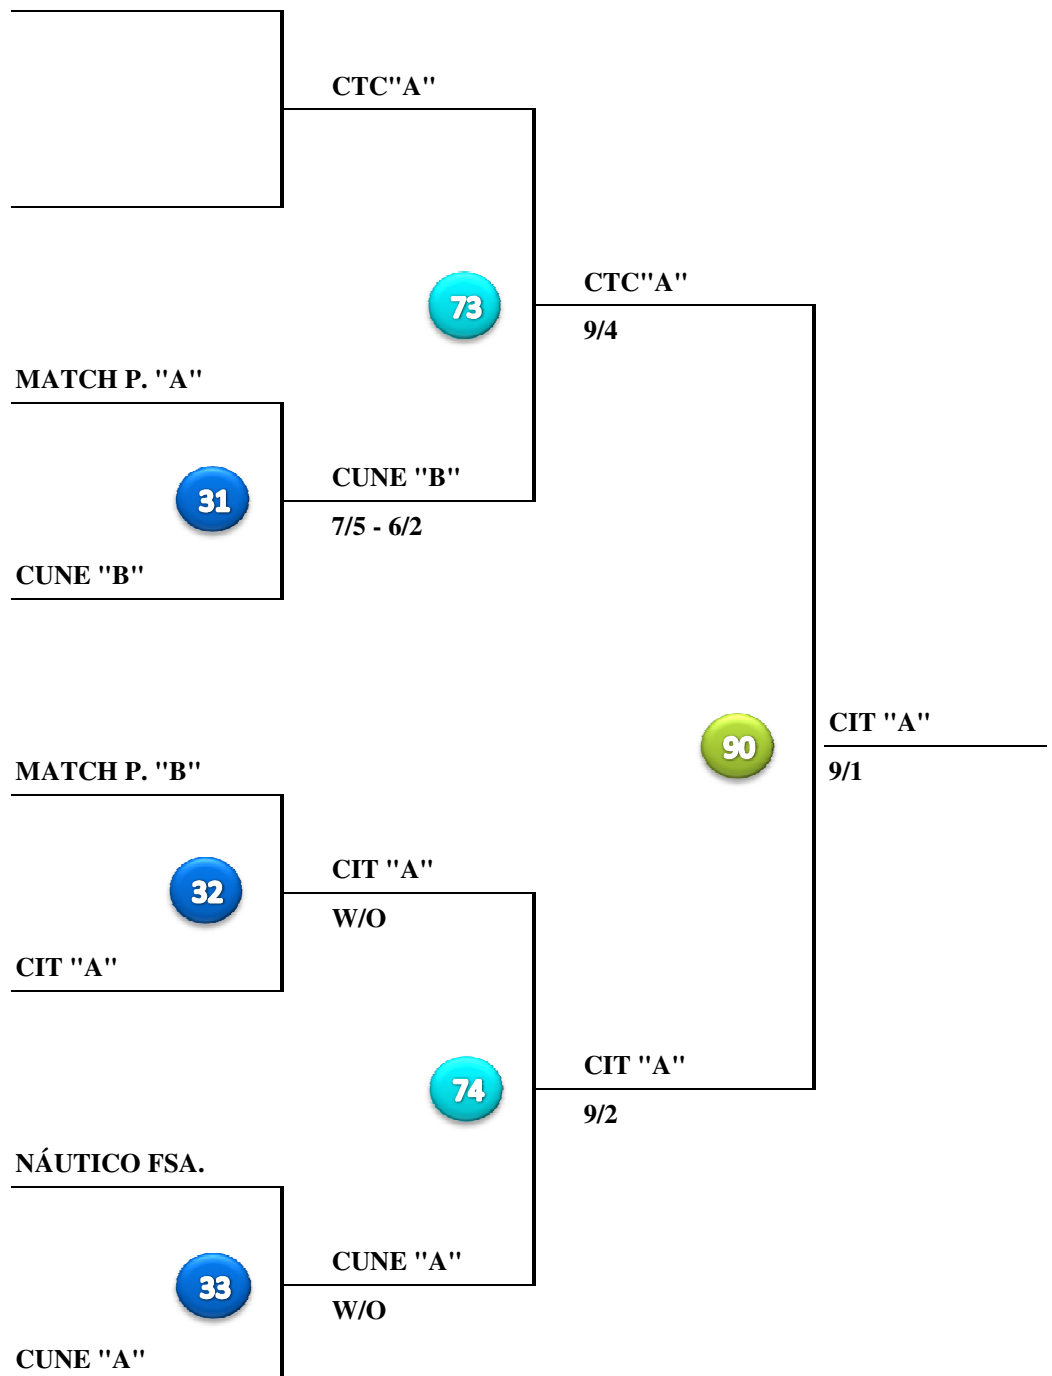 CTC"A"
73
CTC"A"
9/4
MATCH P. "A"
31
CUNE "B"
7/5 - 6/2
CUNE "B"
90
CIT "A"
9/1
MATCH P. "B"
32
CIT "A"
W/O
CIT "A"
74
CIT "A"
9/2
NÁUTICO FSA.
33
CUNE "A"
W/O
CUNE "A"